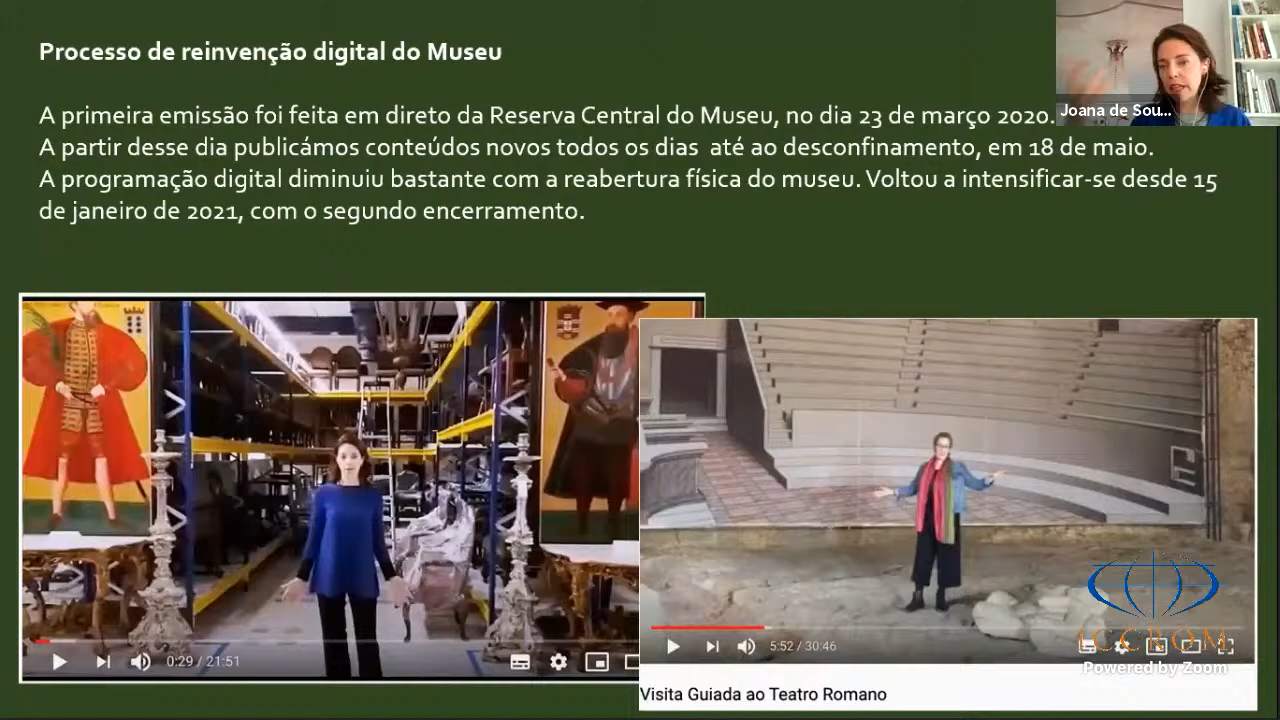 Processo de reinvenção digital do Museu
A primeira emissão foi feita em direto da Reserva Central do Museu, no dia 23 de março 2020.
A partir desse dia publicámos conteúdos novos todos os dias até ao desconfinamento, em 18 de maio.
A programação digital diminuiu bastante com a reabertura física do museu. Voltou a intensificar-se desde 15
de janeiro de 2021, com o segundo encerramento.
Joana de Sou...
0:29 / 21:51
5:52 / 30:46
ICCROM
Powered by Zoom
Visita Guiada ao Teatro Romano